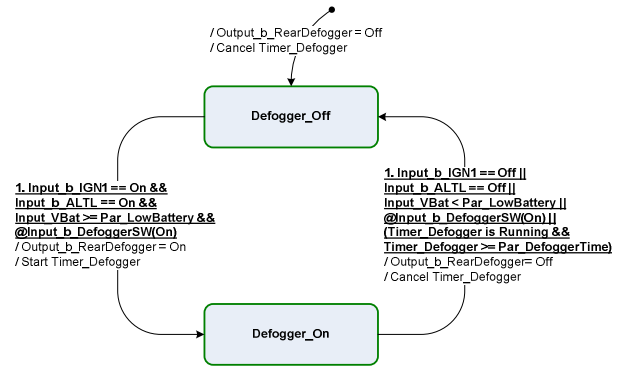 / Output_b_RearDefogger = Off
/ Cancel Timer_Defogger
Defogger_Off
1. Input_b_IGN1 == On &&
Input_b_ALTL == On &&
Input_VBat >= Par_LowBattery &&
@Input_b_DefoggerSW(On)
/ Output_b_RearDefogger = On
/ Start Timer_Defogger
1. Input_b_IGN1 == Off ||
Input_b_ALTL == Off ||
Input_VBat < Par_LowBattery ||
@Input_b_DefoggerSW(On) ||
(Timer_Defogger is Running &&
Timer_Defogger >= Par_DefoggerTime)
/ Output_b_RearDefogger= Off
/ Cancel Timer_Defogger
Defogger_On